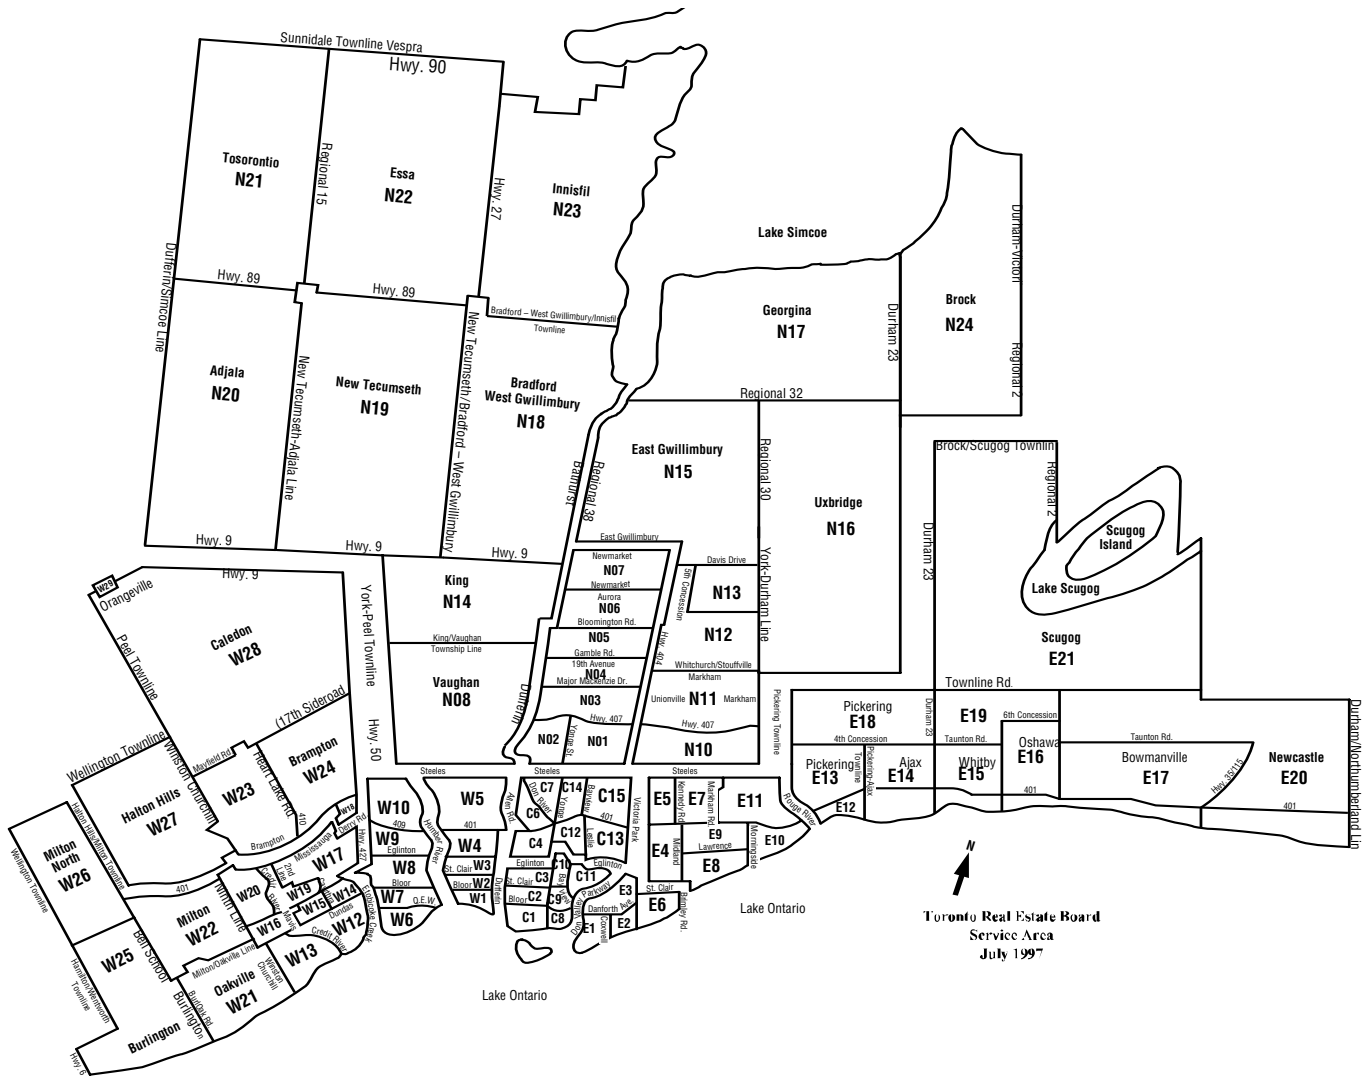 Sunnidale Townline Vespra
Hwy. 90
Tosorontio
N21
Regional 15
Essa
N22
Hwy. 27
Innisfil
N23
Dufferin/Simcoe Line
Hwy. 89
Hwy. 89
Bradford – West Gwillimbury/Innisfil
Townline
Lake Simcoe
Georgina
N17
Durham 23
Brock
N24
Durham-Victori
Regional 2
Adjala
N20
New Tecumseth-Adjala Line
New Tecumseth
N19
New Tecumseth/Bradford – West Gwillimbury
Bradford
West Gwillimbury
N18
Regional 32
Bathurst
Regional 38
East Gwillimbury
N15
Regional 30
Uxbridge
N16
York-Durham Line
Durham 23
Brock/Scugog Townlin
Regional 2
Scugog
Island
Lake Scugog
Scugog
E21
Hwy. 9
Hwy. 9
Hwy. 9
Hwy. 9
W29
Orangeville
Peel Townline
Caledon
W28
(17th Sideroad
York-Peel Townline
Hwy. 50
King
N14
King/Vaughan
Township Line
Vaughan
N08
Dufferin
East Gwillimbury
Newmarket
N07
Newmarket
Aurora
N06
Bloomington Rd.
N05
Gamble Rd.
19th Avenue
N04
Major Mackenzie Dr.
N03
Hwy. 407
N02
Yonge St.
N01
Hwy. 404
5th Concession
Davis Drive
N13
N12
Whitchurch/Stouffville
Markham
Unionville
N11
Markham
Hwy. 407
N10
Pickering Townline
Townline Rd.
Pickering
E18
Durham 23
E19
6th Concession
4th Concession
Taunton Rd.
Taunton Rd.
Pickering
E13
Townline
Pickering-Ajax
Ajax
E14
Whitby
E15
Oshawa
E16
Bowmanville
E17
Hwy. 35/115
Newcastle
E20
401
401
Durham/Northumberland Lin
E12
Rouge River
Wellington Townline
Winston Churchill
Mayfield Rd
Heart Lake Rd
Brampton
W24
W23
410
Halton Hills
W27
Brampton
W18
Derry Rd
Hwy. 427
Halton Hills/Milton Townline
Milton
North
W26
Wellington Townline
401
Mississauga
W17
2nd
Line
Credit
River
W20
W19
W15
W14
Mavis
Dundas
W16
W12
Credit River
W13
Etobicoke Creek
Ninth Line
Milton
W22
Bell School
W25
Hamilton/Wentworth
Townline
Milton/Oakville Line
Winston
Churchill
Oakville
W21
BurlOak Rd
Burlington
Burlington
Hwy. 6
Steeles
Steeles
Steeles
W10
409
W9
Eglinton
W8
Bloor
W7
Q.E.W.
W6
Humber River
W5
401
W4
St. Clair
W3
Bloor
W2
W1
Dufferin
C7
Don River
C6
C14
Yonge
Bayview
C15
401
C4
C12
Leslie
C13
Victoria Park
Eglinton
C10
Eglinton
St. Clair
C3
C11
Bloor
C2
C9
C1
C8
Don Valley Parkway
E3
Danforth Ave.
E1
Coxwell
E2
St. Clair
E6
Brimley Rd.
E5
Kennedy Rd.
E7
Markham Rd.
E11
E9
Lawrence
Morningside
E10
E4
Midland
E8
Lake Ontario
Lake Ontario
N
Toronto Real Estate Board
Service Area
July 1997